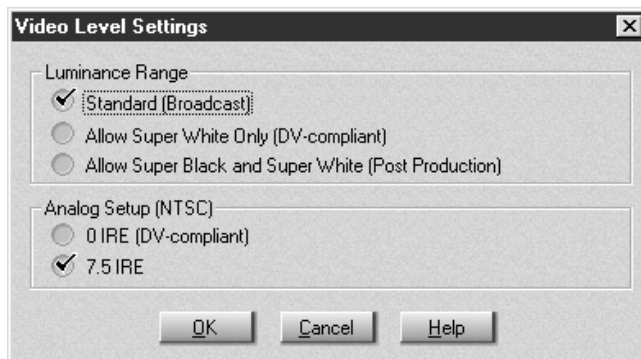 Video Level Settings
Luminance Range
Standard (Broadcast)
Allow Super White Only (DV-compliant)
Allow Super Black and Super White (Post Production)
Analog Setup (NTSC)
0 IRE (DV-compliant)
7.5 IRE
OK Cancel Help